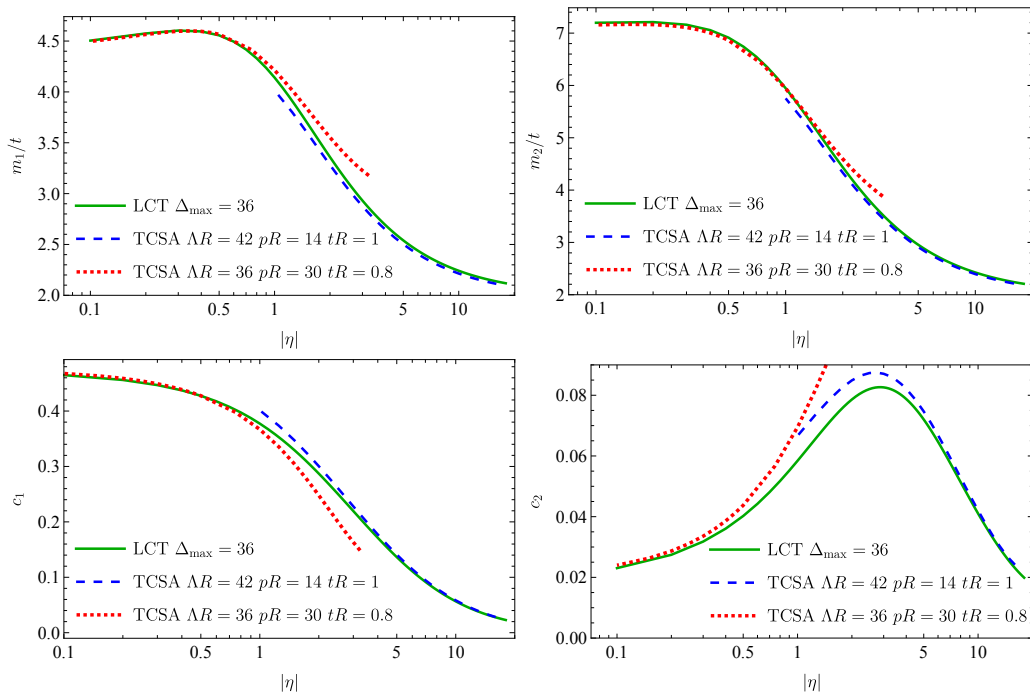 4.5
4.0
3.5
3.0
2.5
2.0
m₁/t
LCT Δmax = 36
TCSA ΛR = 42 pR = 14 tR = 1
TCSA ΛR = 36 pR = 30 tR = 0.8
0.1 0.5 1 5 10
|η|
7
6
5
4
3
2
m₂/t
LCT Δmax = 36
TCSA ΛR = 42 pR = 14 tR = 1
TCSA ΛR = 36 pR = 30 tR = 0.8
0.1 0.5 1 5 10
|η|
0.4
0.3
0.2
0.1
0.0
c₁
LCT Δmax = 36
TCSA ΛR = 42 pR = 14 tR = 1
TCSA ΛR = 36 pR = 30 tR = 0.8
0.1 0.5 1 5 10
|η|
0.08
0.06
0.04
0.02
0.00
c₂
LCT Δmax = 36
TCSA ΛR = 42 pR = 14 tR = 1
TCSA ΛR = 36 pR = 30 tR = 0.8
0.1 0.5 1 5 10
|η|